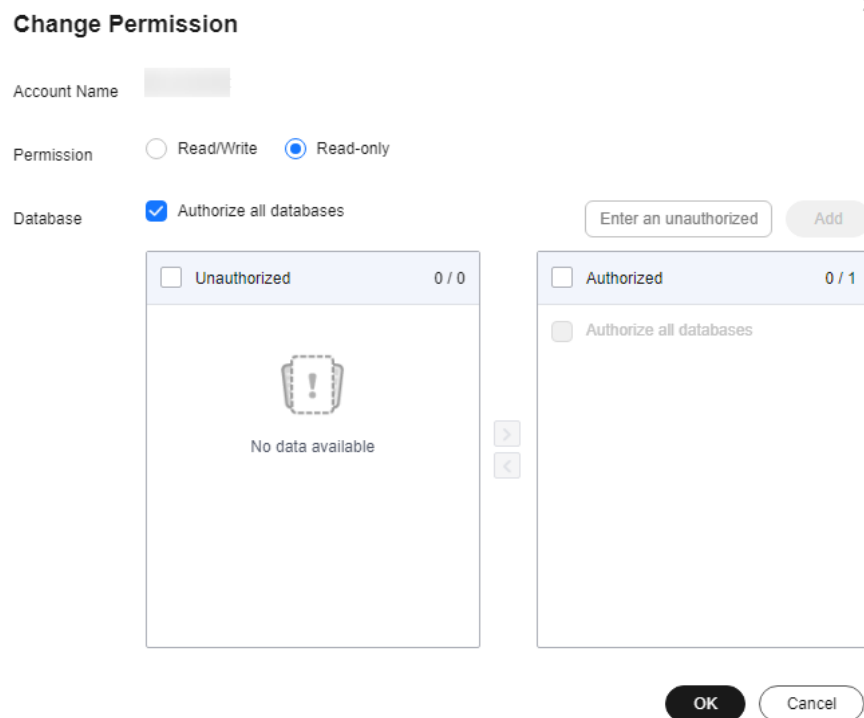 Change Permission
Account Name
Permission
Read/Write
Read-only
Database
Authorize all databases
Enter an unauthorized
Add
Unauthorized
0 / 0
Authorized
0 / 1
Authorize all databases
No data available
OK
Cancel